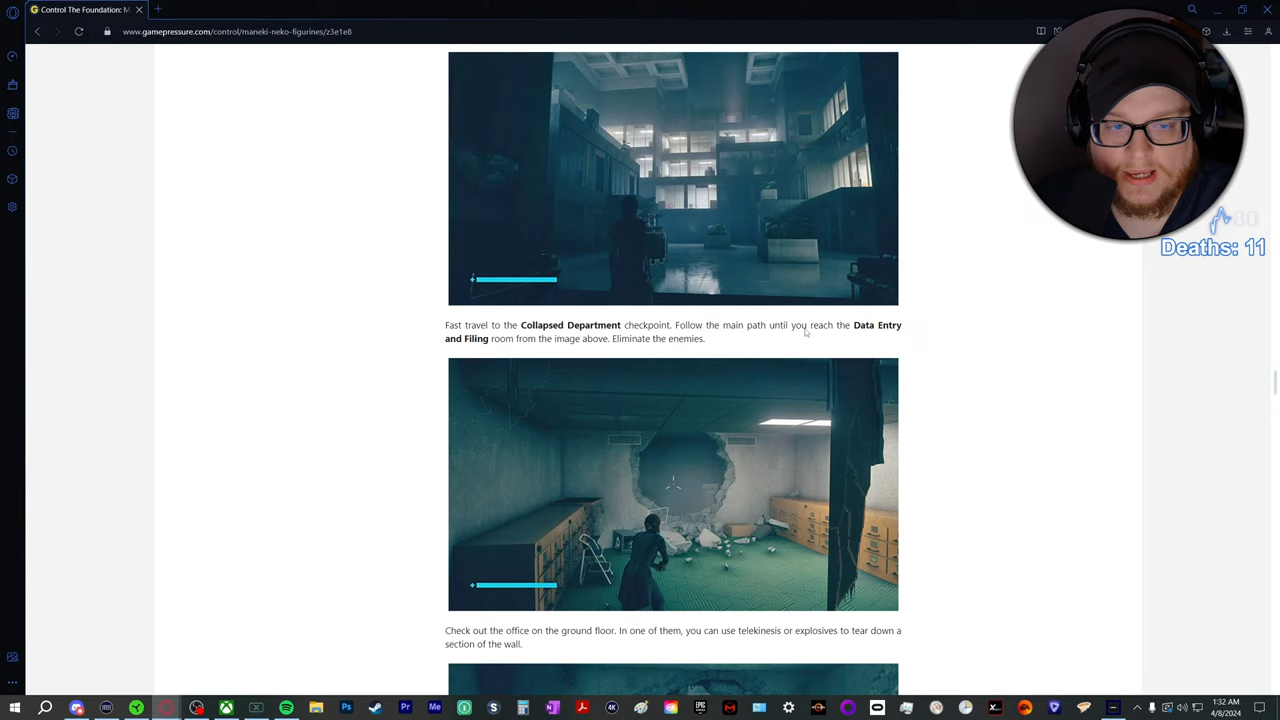 Control The Foundation: M
www.gamepressure.com/control/maneki-neko-figurines/z3e1e8
80
Deaths: 11
Fast travel to the Collapsed Department checkpoint. Follow the main path until you reach the Data Entry
and Filing room from the image above. Eliminate the enemies.
Check out the office on the ground floor. In one of them, you can use telekinesis or explosives to tear down a
section of the wall.
1:32 AM
4/8/2024